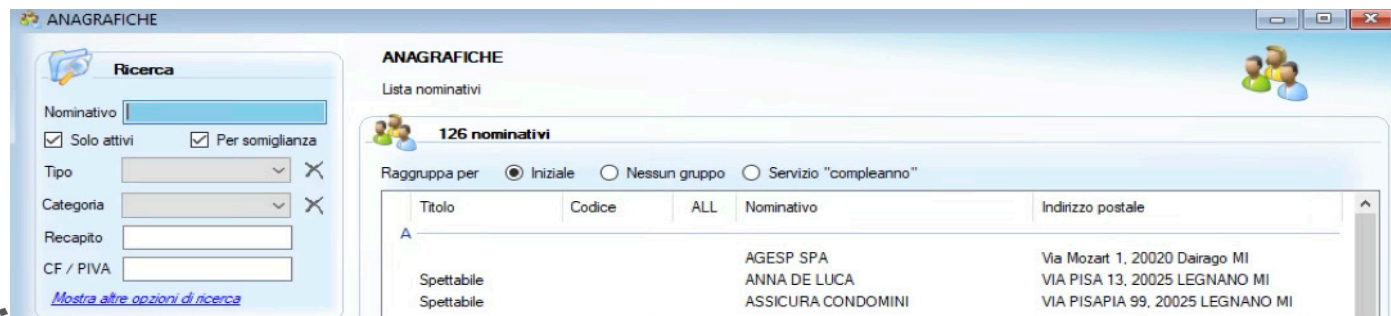 ANAGRAFICHE
Ricerca
Nominativo
Solo attivi Per somiglianza
Tipo
Categoria
Recapito
CF / PIVA
Mostra altre opzioni di ricerca
ANAGRAFICHE
Lista nominativi
126 nominativi
Raggruppa per Iniziale Nessun gruppo Servizio "compleanno"
Titolo Codice ALL Nominativo Indirizzo postale
A
AGESP SPA Via Mozart 1, 20020 Dairago MI
Spettabile ANNA DE LUCA VIA PISA 13, 20025 LEGNANO MI
Spettabile ASSICURA CONDOMINI VIA PISAPIA 99, 20025 LEGNANO MI